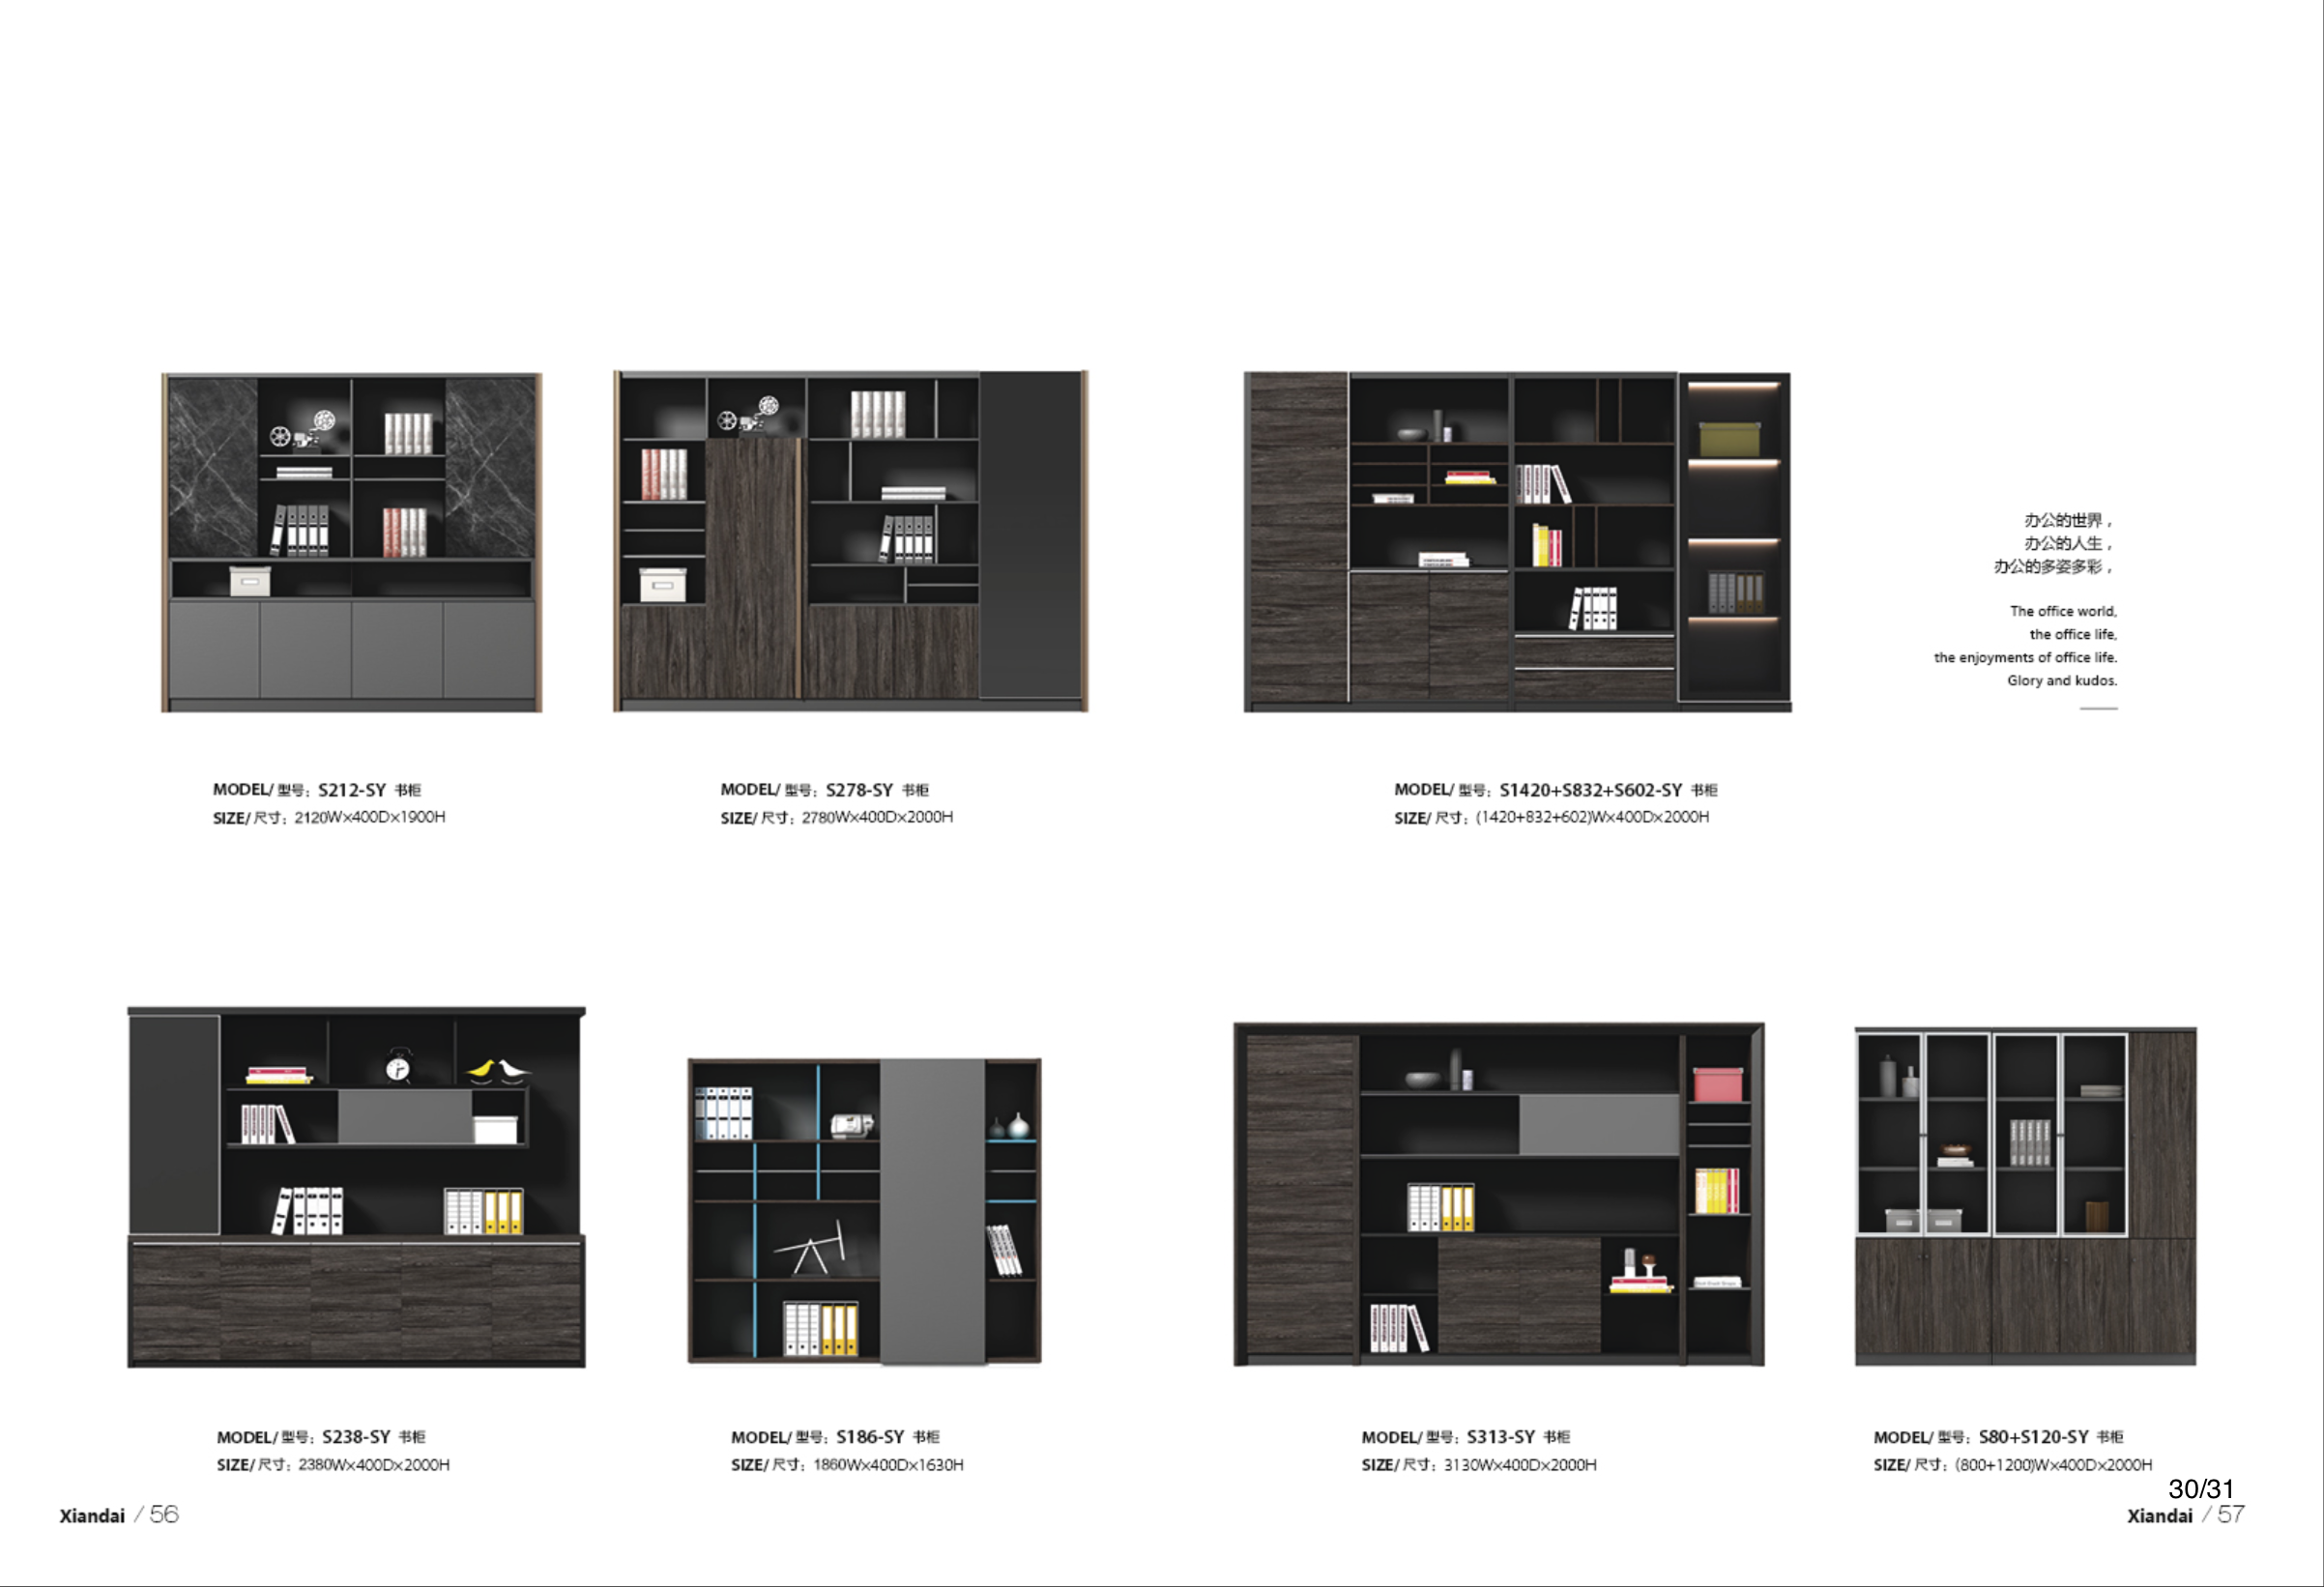 办公的世界，
办公的人生，
办公的多姿多彩，
The office world,
the office life,
the enjoyments of office life.
Glory and kudos.
MODEL/ 型号: S212-SY 书柜
SIZE/ 尺寸: 2120W×400D×1900H
MODEL/ 型号: S278-SY 书柜
SIZE/ 尺寸: 2780W×400D×2000H
MODEL/ 型号: S1420+S832+S602-SY 书柜
SIZE/ 尺寸: (1420+832+602)W×400D×2000H
MODEL/ 型号: S238-SY 书柜
SIZE/ 尺寸: 2380W×400D×2000H
MODEL/ 型号: S186-SY 书柜
SIZE/ 尺寸: 1860W×400D×1630H
MODEL/ 型号: S313-SY 书柜
SIZE/ 尺寸: 3130W×400D×2000H
MODEL/ 型号: S80+S120-SY 书柜
SIZE/ 尺寸: (800+1200)W×400D×2000H
30/31
Xiandai / 56
Xiandai / 57